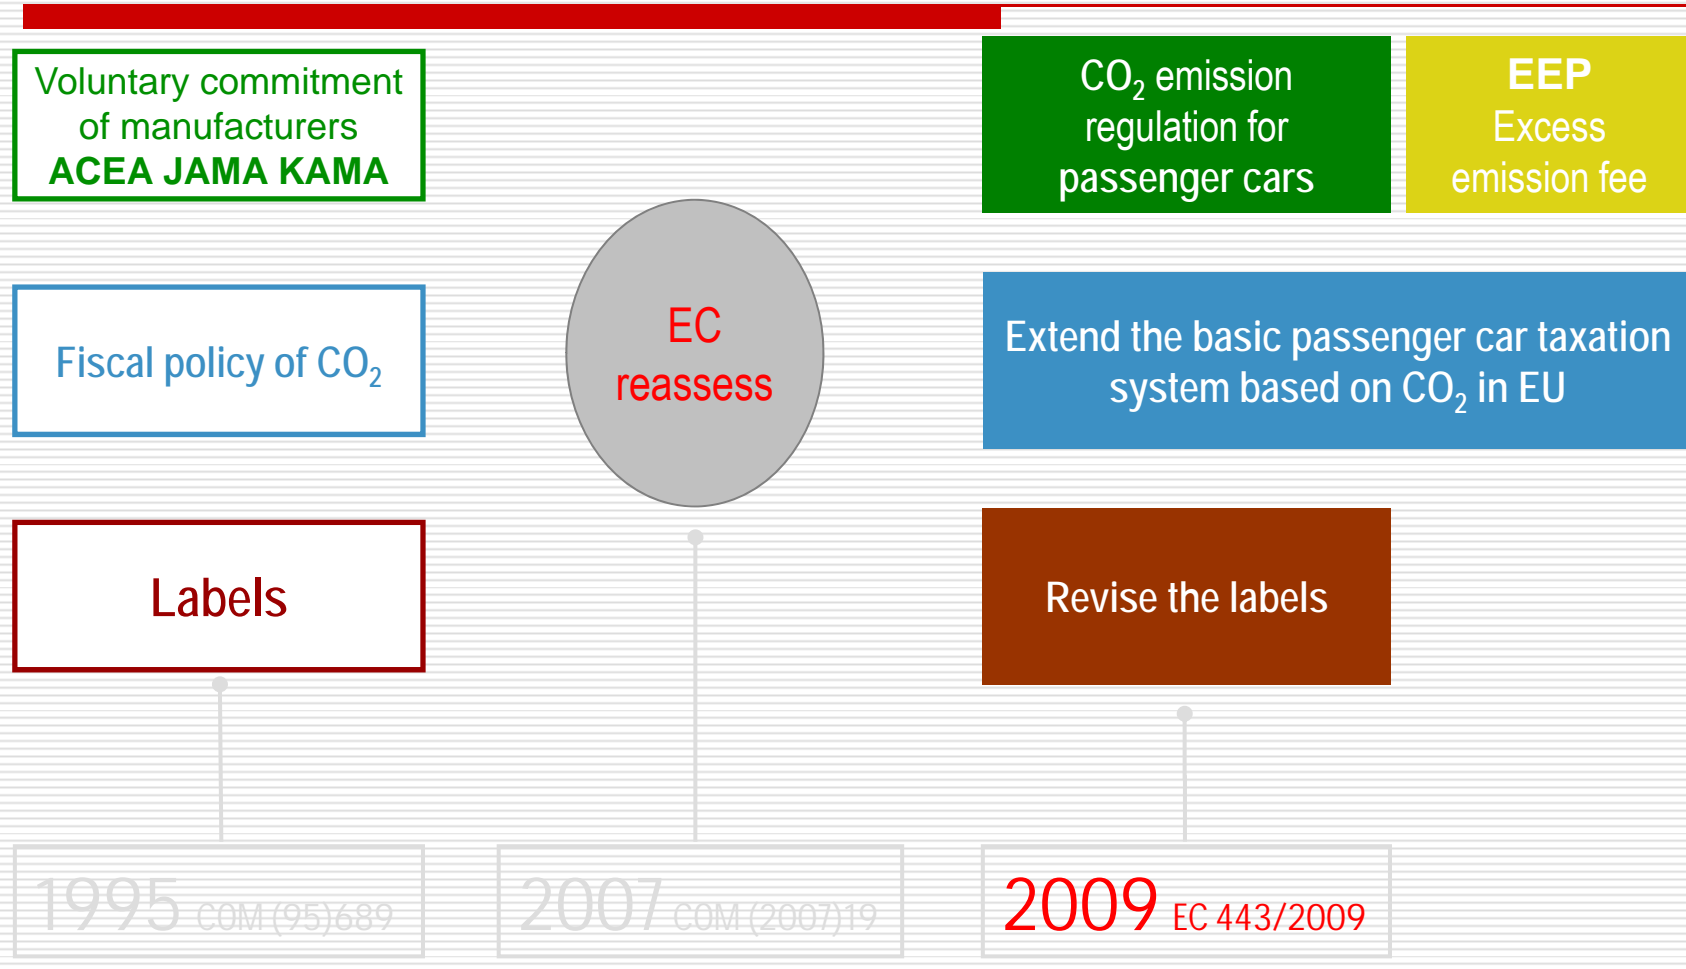 Voluntary commitment
of manufacturers
ACEA JAMA KAMA
CO₂ emission
regulation for
passenger cars
EEP
Excess
emission fee
Fiscal policy of CO₂
EC
reassess
Extend the basic passenger car taxation
system based on CO₂ in EU
Labels
Revise the labels
1995 COM (95)689
2007 COM (2007)19
2009 EC 443/2009